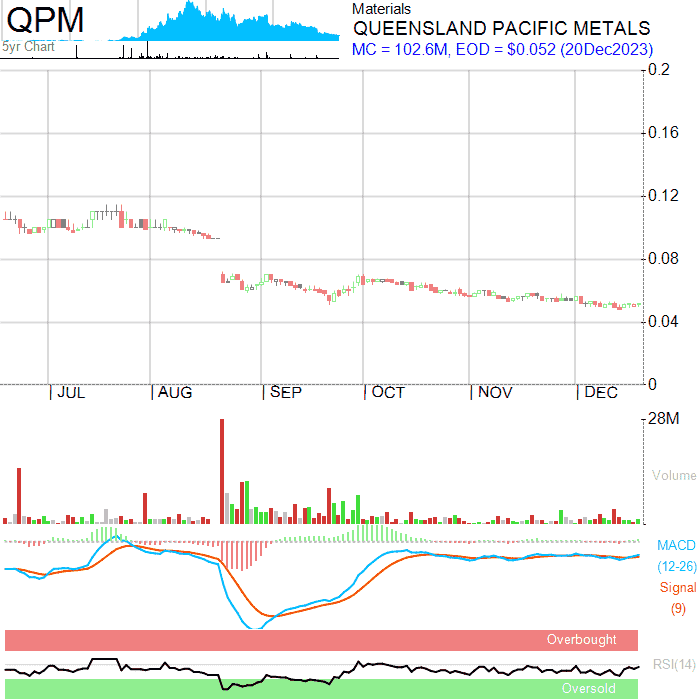 QPM
5yr Chart
Materials
QUEENSLAND PACIFIC METALS
MC = 102.6M, EOD = $0.052 (20Dec2023)
0.2
0.16
0.12
0.08
0.04
0
JUL AUG SEP OCT NOV DEC
28M
Volume
MACD
(12-26)
Signal
(9)
Overbought
RSI(14)
Oversold